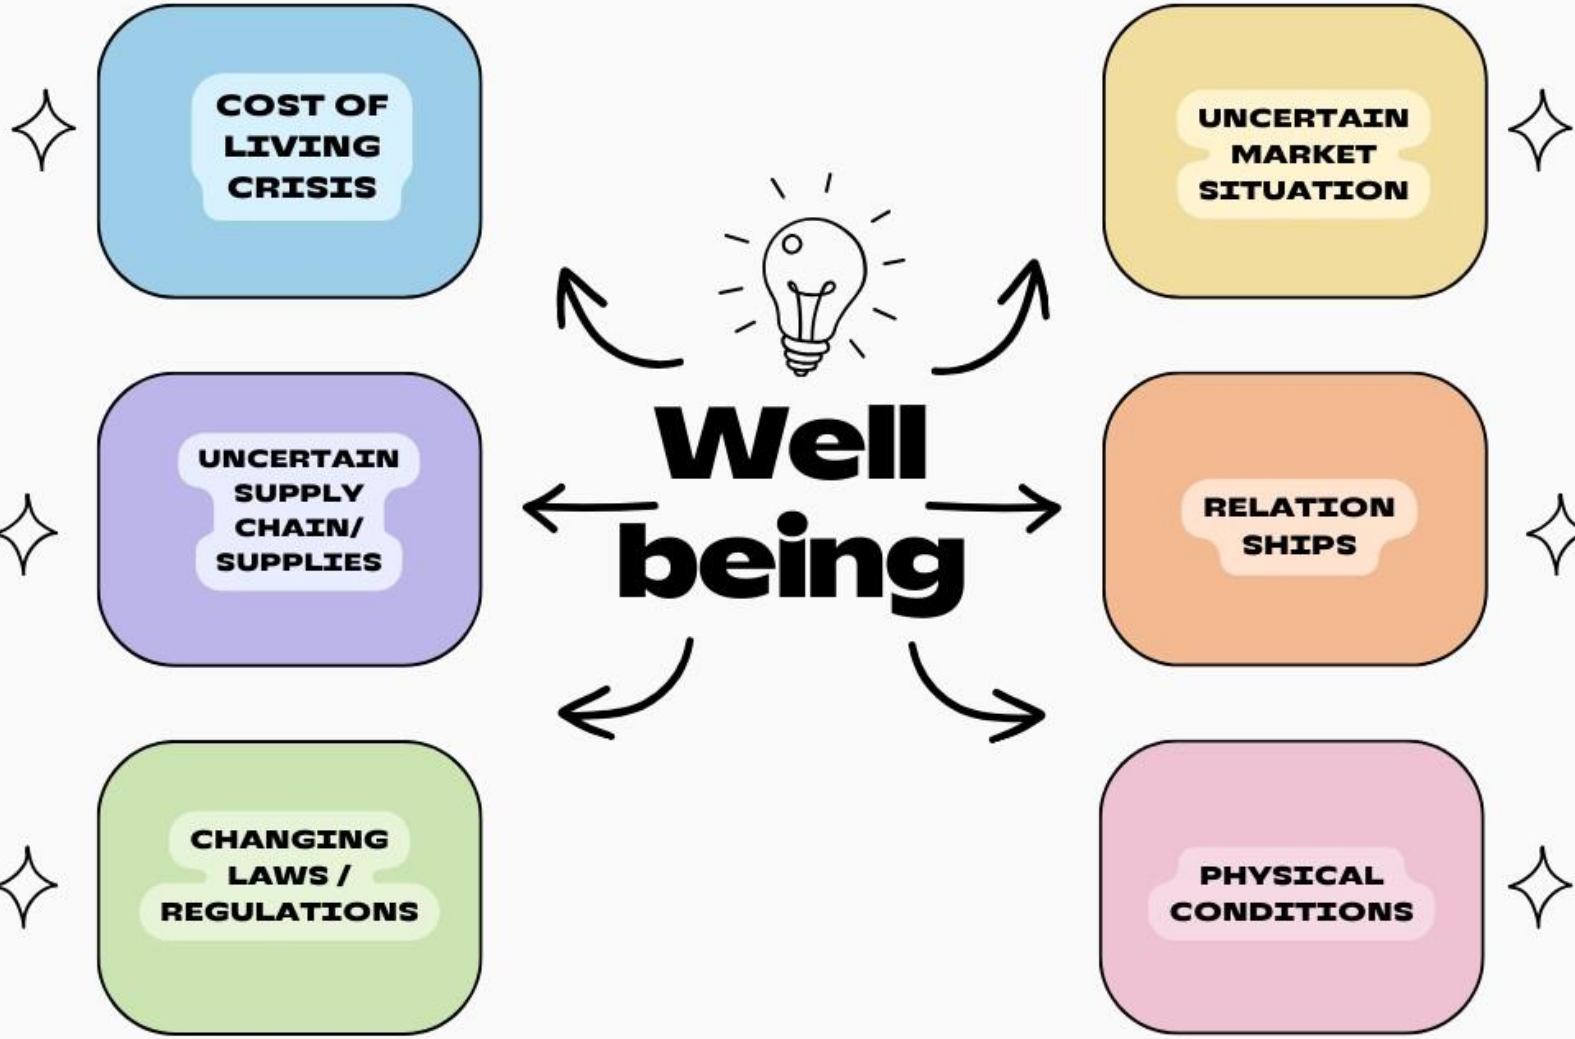 COST OF
LIVING
CRISIS
UNCERTAIN
SUPPLY
CHAIN/
SUPPLIES
CHANGING
LAWS /
REGULATIONS
Well
being
UNCERTAIN
MARKET
SITUATION
RELATION
SHIPS
PHYSICAL
CONDITIONS